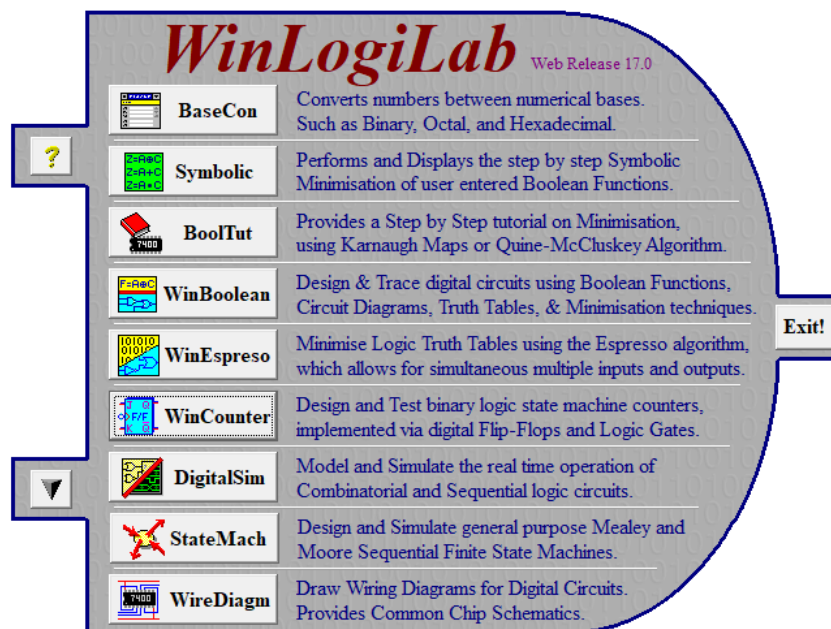 WinLogiLab Web Release 17.0
BaseCon
Converts numbers between numerical bases.
Such as Binary, Octal, and Hexadecimal.
?
Z=A⊕C
Z=A+C
Z=A•C
Symbolic
Performs and Displays the step by step Symbolic
Minimisation of user entered Boolean Functions.
7400
BoolTut
Provides a Step by Step tutorial on Minimisation,
using Karnaugh Maps or Quine-McCluskey Algorithm.
F=A⊕C
WinBoolean
Design & Trace digital circuits using Boolean Functions,
Circuit Diagrams, Truth Tables, & Minimisation techniques.
Exit!
WinEspreso
Minimise Logic Truth Tables using the Espresso algorithm,
which allows for simultaneous multiple inputs and outputs.
J Q
F/F
K Q
WinCounter
Design and Test binary logic state machine counters,
implemented via digital Flip-Flops and Logic Gates.
DigitalSim
Model and Simulate the real time operation of
Combinatorial and Sequential logic circuits.
StateMach
Design and Simulate general purpose Mealey and
Moore Sequential Finite State Machines.
7400
WireDiagm
Draw Wiring Diagrams for Digital Circuits.
Provides Common Chip Schematics.